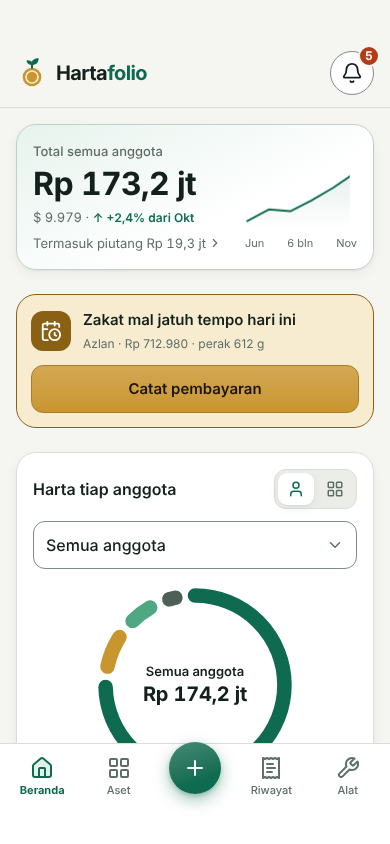 Hartafolio
5
Total semua anggota
Rp 173,2 jt
$ 9.979 · ↑ +2,4% dari Okt
Termasuk piutang Rp 19,3 jt >
Jun 6 bln Nov
Zakat mal jatuh tempo hari ini
Azlan · Rp 712.980 · perak 612 g
Catat pembayaran
Harta tiap anggota
Semua anggota
Semua anggota
Rp 174,2 jt
Beranda Aset Riwayat Alat